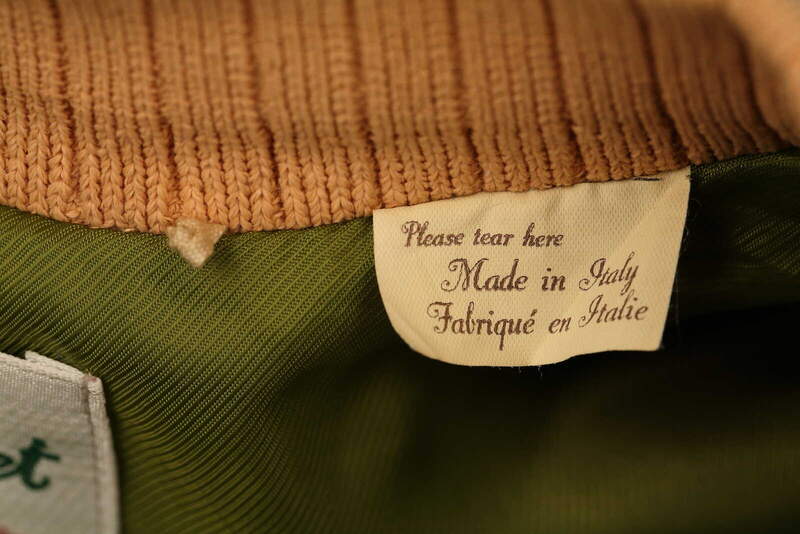 Please tear here
Made in Italy
Fabriqué en Italie
et